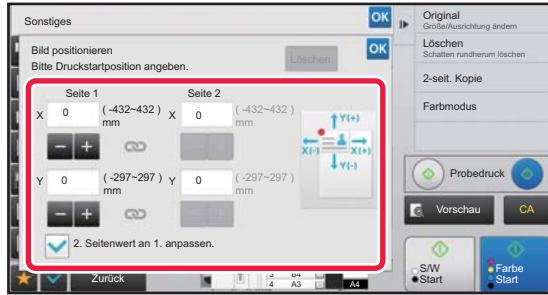 Sonstiges
OK
Bild positionieren
Bitte Druckstartposition angeben.
Löschen
OK
Seite 1
Seite 2
X 0 (-432~432) mm
X 0 (-432~432) mm
Y(+)
X(-) X(+)
Y(-)
Y 0 (-297~297) mm
Y 0 (-297~297) mm
2. Seitenwert an 1. anpassen.
Zurück
3 B4
4 A3
A4
Original
Größe/Ausrichtung ändern
Löschen
Schatten rundherum löschen
2-seit. Kopie
Farbmodus
Probedruck
Vorschau
CA
S/W
Start
Farbe
Start